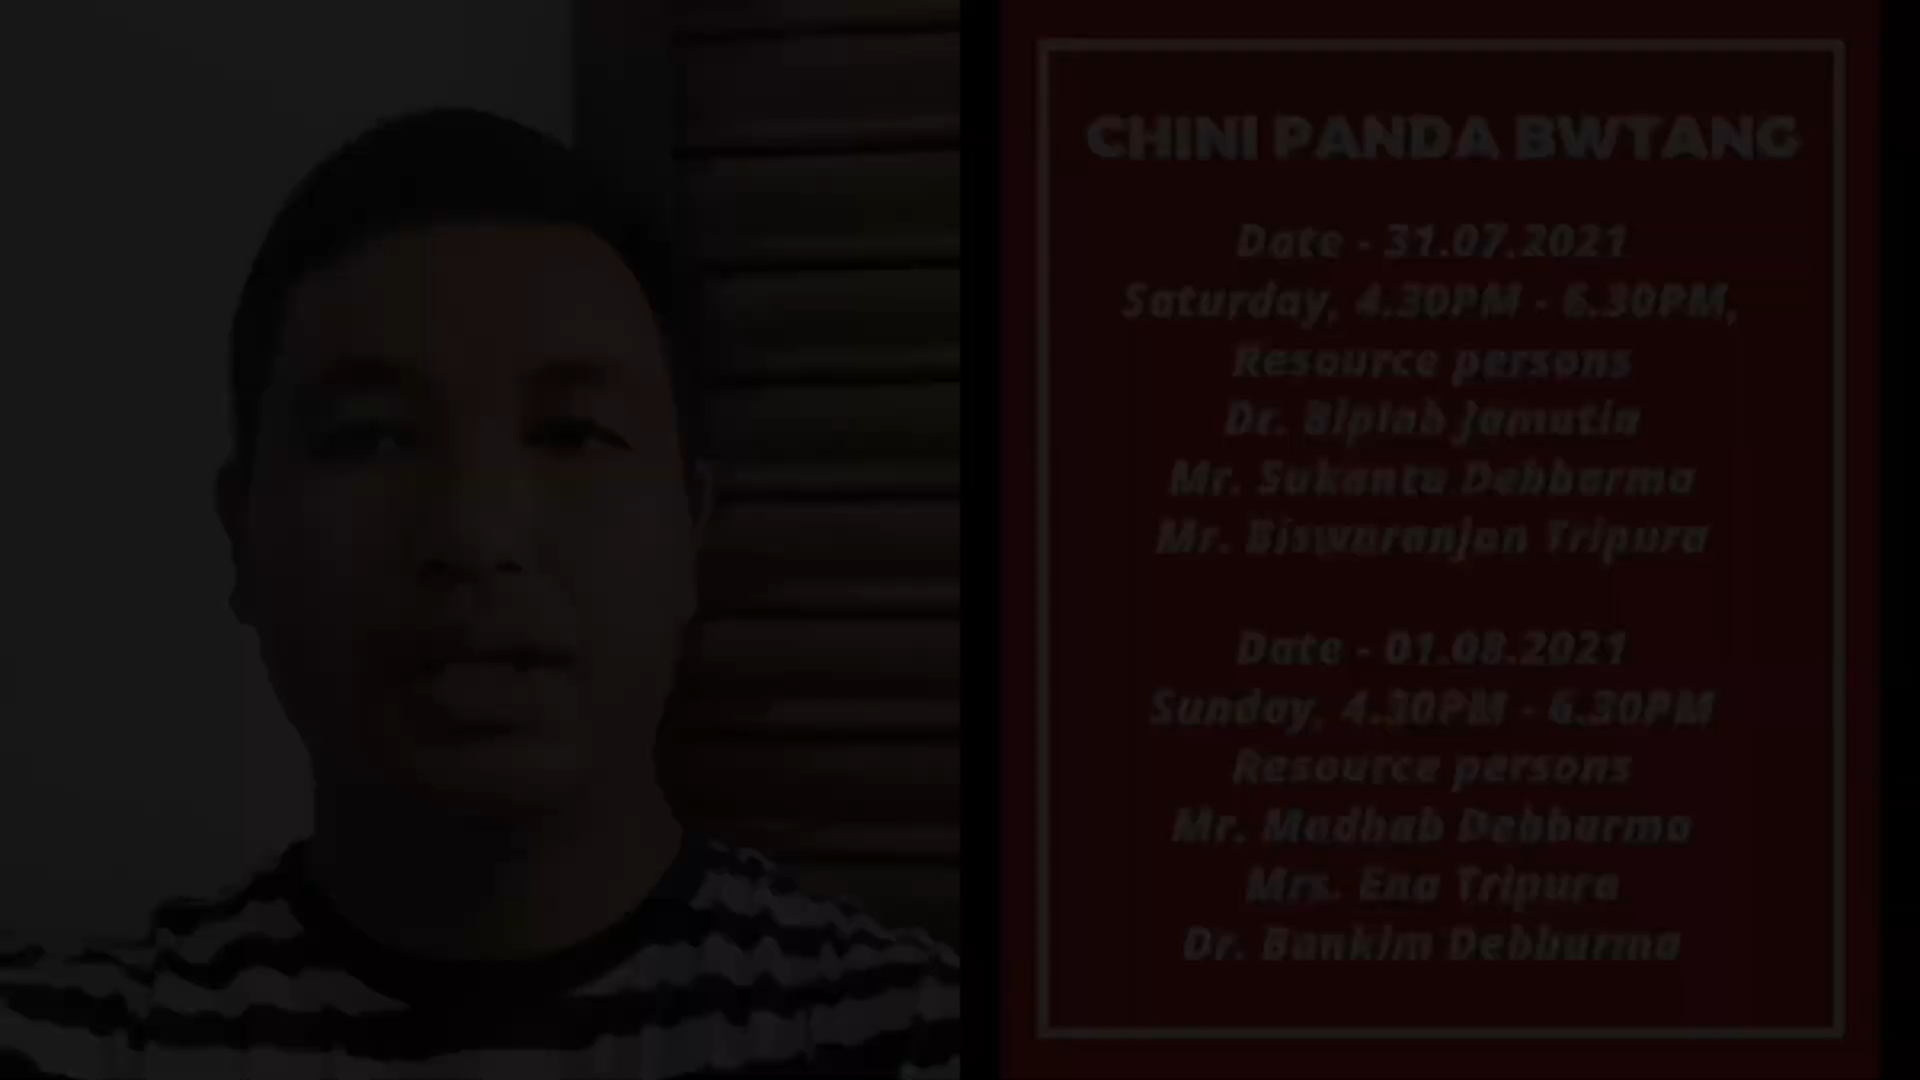 CHINI PANDA BWTANG
Date - 31.07.2021
Saturday, 4.30PM - 6.30PM,
Resource persons
Dr. Biplab Jamutia
Mr. Sukanta Debbarma
Mr. Biswaranjan Tripura
Date - 01.08.2021
Sunday, 4.30PM - 6.30PM
Resource persons
Mr. Madhab Debbarma
Mrs. Ena Tripura
Dr. Bankim Debbarma